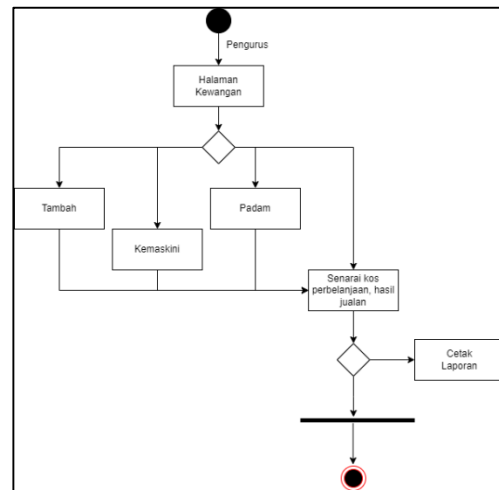 Pengurus
Halaman
Kewangan
Tambah
Padam
Kemaskini
Senarai kos
perbelanjaan, hasil
jualan
Cetak
Laporan